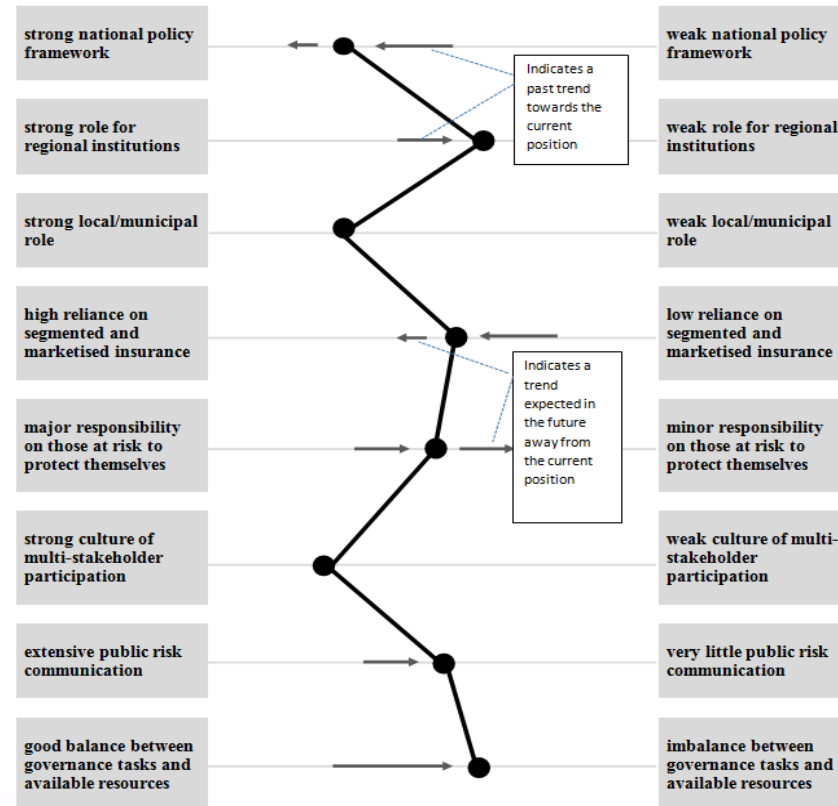 strong national policy
framework
weak national policy
framework
Indicates a
past trend
towards the
current
position
strong role for
regional institutions
weak role for regional
institutions
strong local/municipal
role
weak local/municipal
role
high reliance on
segmented and
marketised insurance
low reliance on
segmented and
marketised insurance
Indicates a
trend
expected in
the future
away from
the current
position
major responsibility
on those at risk to
protect themselves
minor responsibility
on those at risk to
protect themselves
strong culture of
multi-stakeholder
participation
weak culture of multi-
stakeholder
participation
extensive public risk
communication
very little public risk
communication
good balance between
governance tasks and
available resources
imbalance between
governance tasks and
available resources